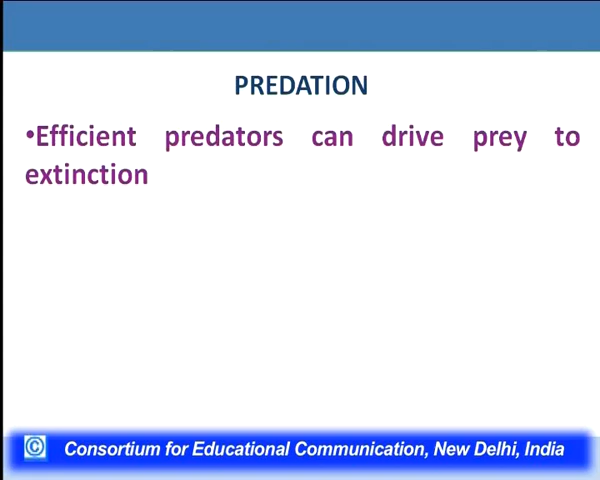 PREDATION
•Efficient predators can drive prey to
extinction
© Consortium for Educational Communication, New Delhi, India